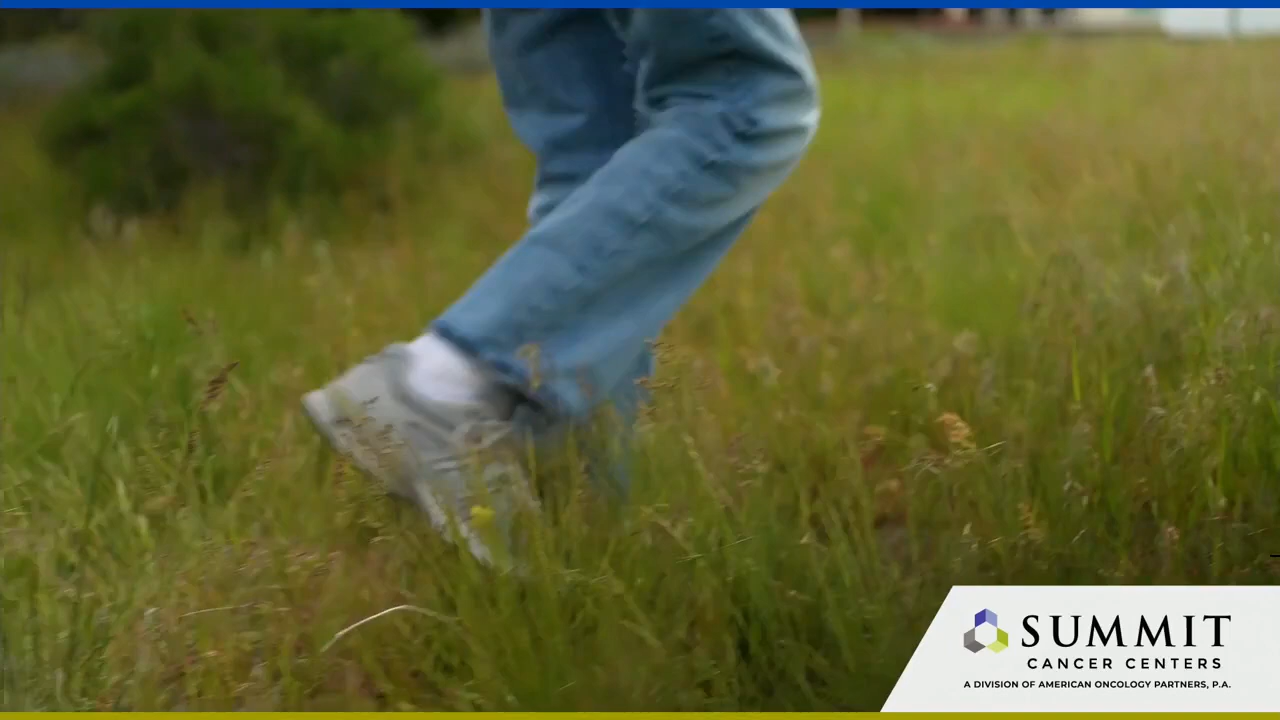 SUMMIT
CANCER CENTERS
A DIVISION OF AMERICAN ONCOLOGY PARTNERS, P.A.